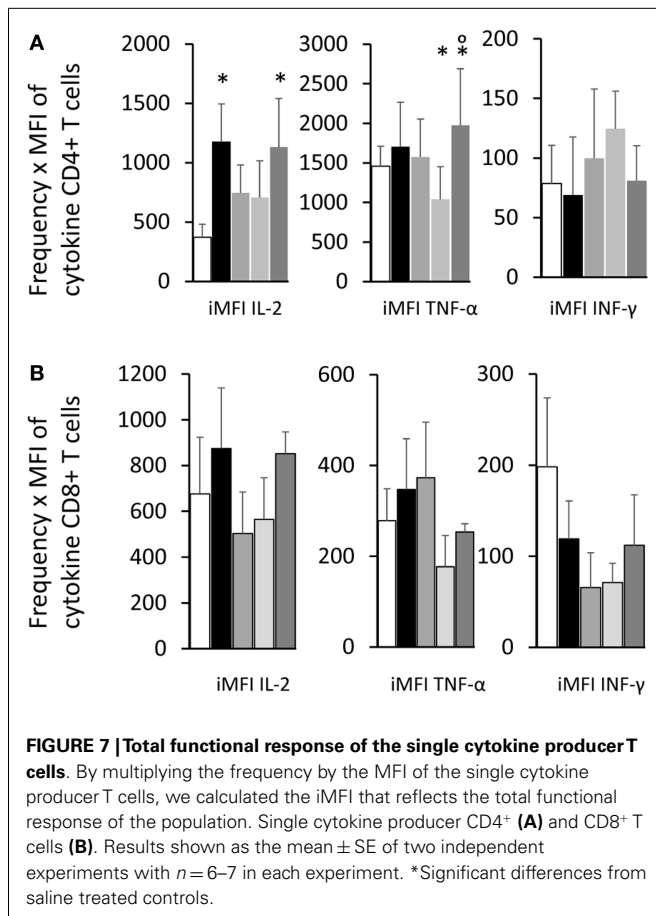 A
Frequency x MFI of
cytokine CD4+ T cells
2000
1500
1000
500
0
*
*
iMFI IL-2
3000
2500
2000
1500
1000
500
0
o
* *
iMFI TNF-α
200
150
100
50
0
iMFI INF-γ
B
Frequency x MFI of
cytokine CD8+ T cells
1200
1000
800
600
400
200
0
iMFI IL-2
600
400
200
0
iMFI TNF-α
300
200
100
0
iMFI INF-γ
FIGURE 7 | Total functional response of the single cytokine producer T
cells. By multiplying the frequency by the MFI of the single cytokine
producer T cells, we calculated the iMFI that reflects the total functional
response of the population. Single cytokine producer CD4⁺ (A) and CD8⁺ T
cells (B). Results shown as the mean ± SE of two independent
experiments with n = 6–7 in each experiment. *Significant differences from
saline treated controls.